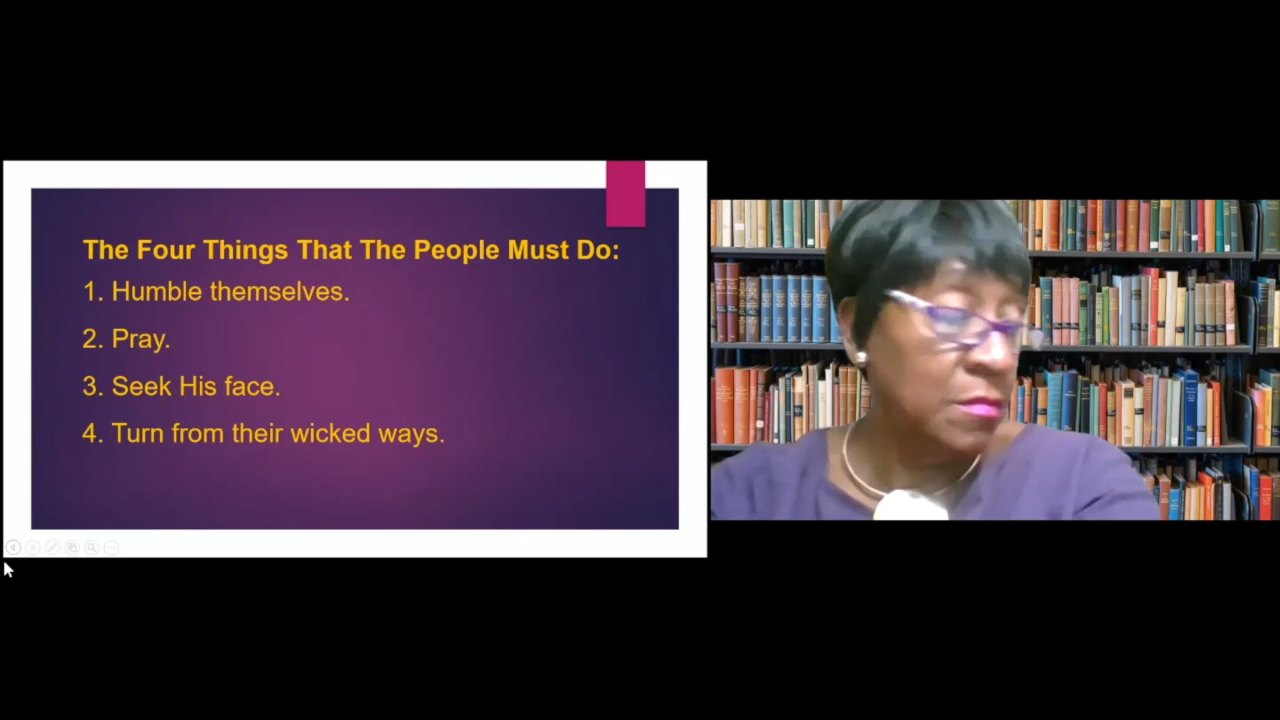 The Four Things That The People Must Do:
1. Humble themselves.
2. Pray.
3. Seek His face.
4. Turn from their wicked ways.